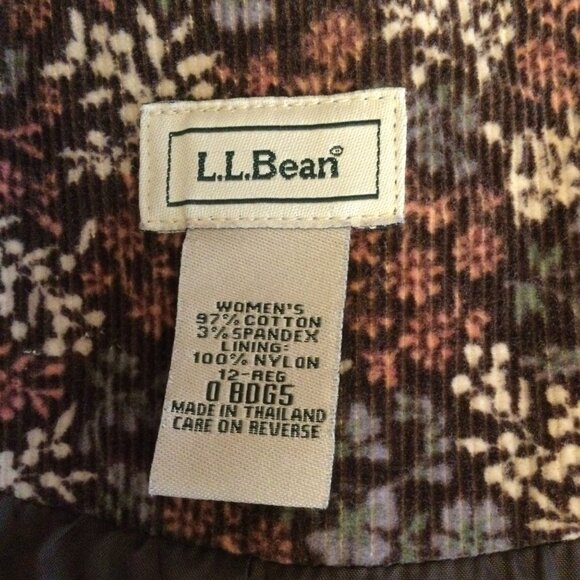 L.L.Bean®
WOMEN'S
97% COTTON
3% SPANDEX
LINING:
100% NYLON
12-REG
0 BDG5
MADE IN THAILAND
CARE ON REVERSE